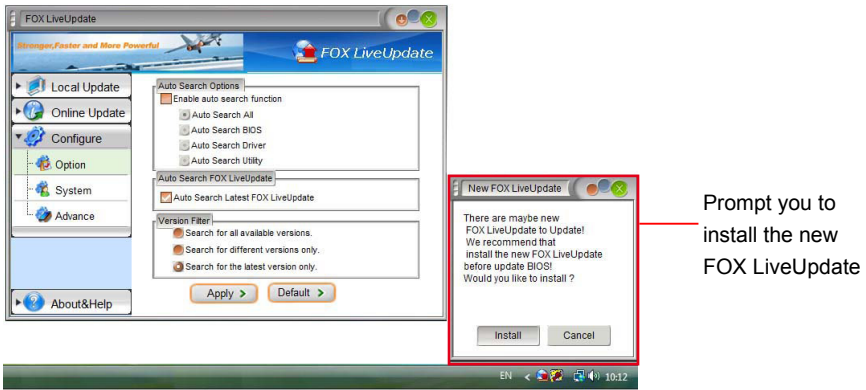 FOX LiveUpdate
Stronger,Faster and More Powerful
FOX LiveUpdate
Local Update
Online Update
Configure
Option
System
Advance
About&Help
Auto Search Options
Enable auto search function
Auto Search All
Auto Search BIOS
Auto Search Driver
Auto Search Utility
Auto Search FOX LiveUpdate
Auto Search Latest FOX LiveUpdate
Version Filter
Search for all available versions.
Search for different versions only.
Search for the latest version only.
Apply >
Default >
New FOX LiveUpdate
There are maybe new
FOX LiveUpdate to Update!
We recommend that
install the new FOX LiveUpdate
before update BIOS!
Would you like to install ?
Install
Cancel
Prompt you to
install the new
FOX LiveUpdate
EN < 10:12